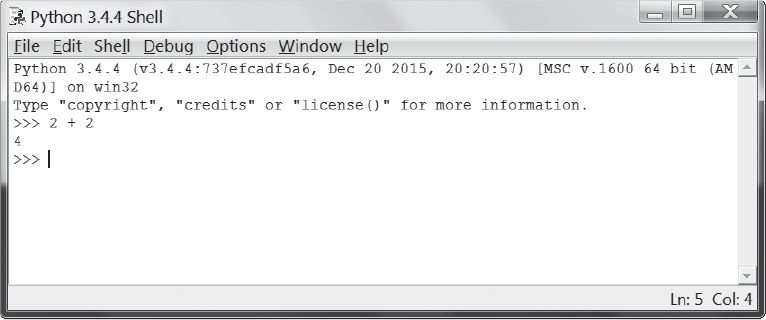 Python 3.4.4 Shell
File Edit Shell Debug Options Window Help
Python 3.4.4 (v3.4.4:737efcadf5a6, Dec 20 2015, 20:20:57) [MSC v.1600 64 bit (AM
D64)] on win32
Type "copyright", "credits" or "license()" for more information.
>>> 2 + 2
4
>>>
Ln: 5 Col: 4